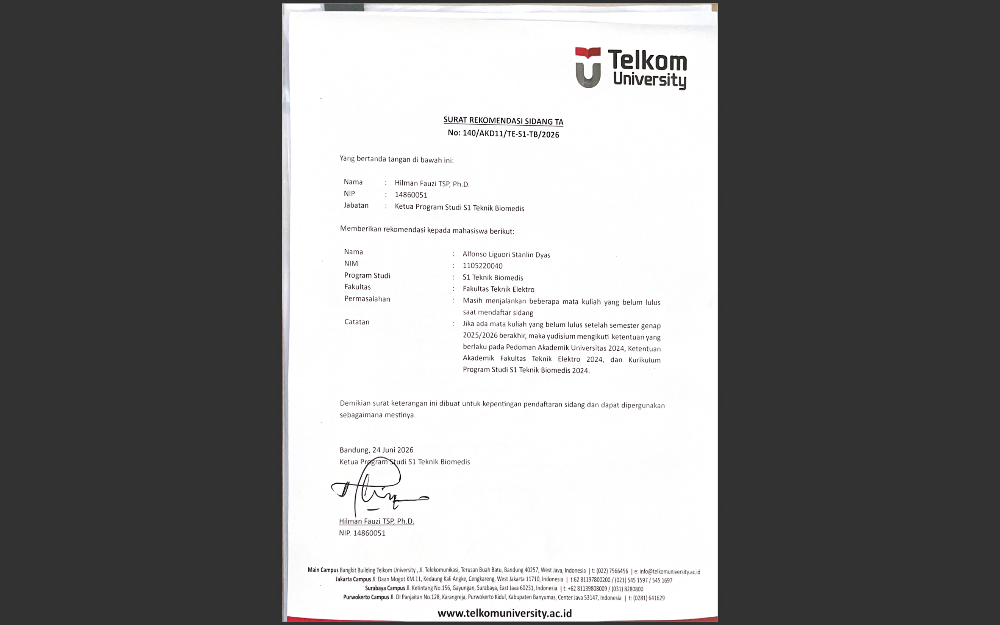 Telkom
University
SURAT REKOMENDASI SIDANG TA
No: 140/AKD11/TE-S1-TB/2026
Yang bertanda tangan di bawah ini:
Nama : Hilman Fauzi TSP, Ph.D.
NIP : 14860051
Jabatan : Ketua Program Studi S1 Teknik Biomedis
Memberikan rekomendasi kepada mahasiswa berikut:
Nama : Alfonso Liguori Stanlin Dyas
NIM : 1105220040
Program Studi : S1 Teknik Biomedis
Fakultas : Fakultas Teknik Elektro
Permasalahan : Masih menjalankan beberapa mata kuliah yang belum lulus
saat mendaftar sidang
Catatan : Jika ada mata kuliah yang belum lulus setelah semester genap
2025/2026 berakhir, maka yudisium mengikuti ketentuan yang
berlaku pada Pedoman Akademik Universitas 2024, Ketentuan
Akademik Fakultas Teknik Elektro 2024, dan Kurikulum
Program Studi S1 Teknik Biomedis 2024.
Demikian surat keterangan ini dibuat untuk kepentingan pendaftaran sidang dan dapat dipergunakan
sebagaimana mestinya.
Bandung, 24 Juni 2026
Ketua Program Studi S1 Teknik Biomedis
Hilman Fauzi TSP, Ph.D.
NIP. 14860051
Main Campus Bangkit Building Telkom University , Jl. Telekomunikasi, Terusan Buah Batu, Bandung 40257, West Java, Indonesia | t: (022) 7566456 | e: info@telkomuniversity.ac.id
Jakarta Campus Jl. Daan Mogot KM.11, Kedaung Kali Angke, Cengkareng, West Jakarta 11710, Indonesia | t:62 81197800200 / (021) 545 1597 / 545 1697
Surabaya Campus Jl. Ketintang No.156, Gayungan, Surabaya, East Java 60231, Indonesia | t: +62 81139808009 / (031) 8280800
Purwokerto Campus Jl. DI Panjaitan No.128, Karangreja, Purwokerto Kidul, Kabupaten Banyumas, Center Java 53147, Indonesia | t: (0281) 641629
www.telkomuniversity.ac.id